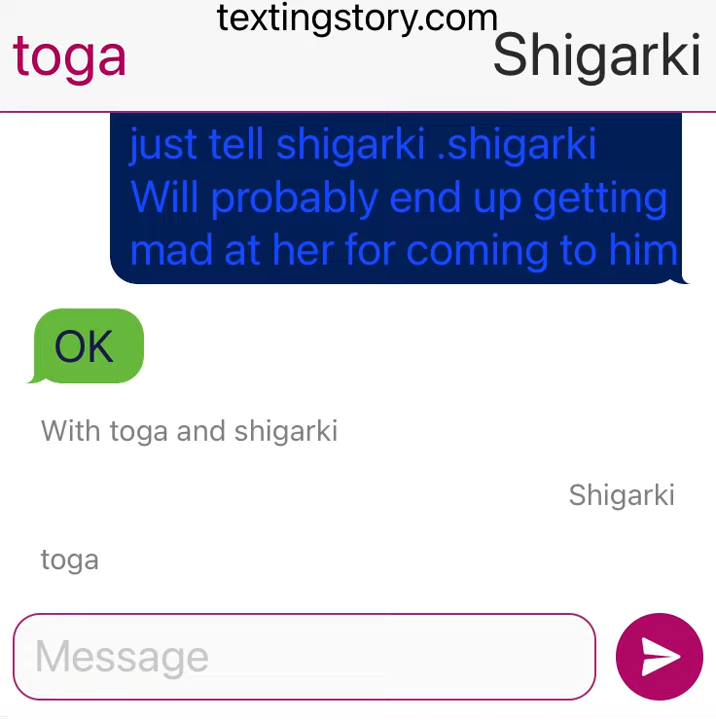 textingstory.com
toga
Shigarki
just tell shigarki .shigarki
Will probably end up getting
mad at her for coming to him
OK
With toga and shigarki
Shigarki
toga
Message